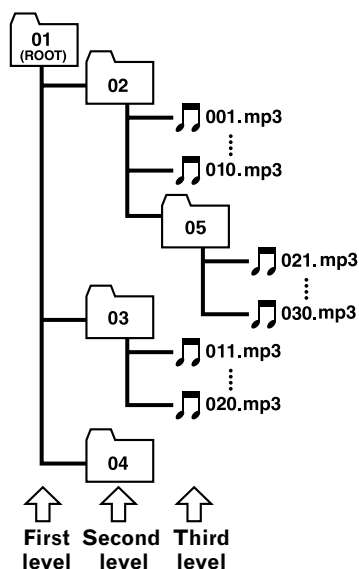 01
(ROOT)
02
001.mp3
010.mp3
05
021.mp3
030.mp3
03
011.mp3
020.mp3
04
First level
Second level
Third level